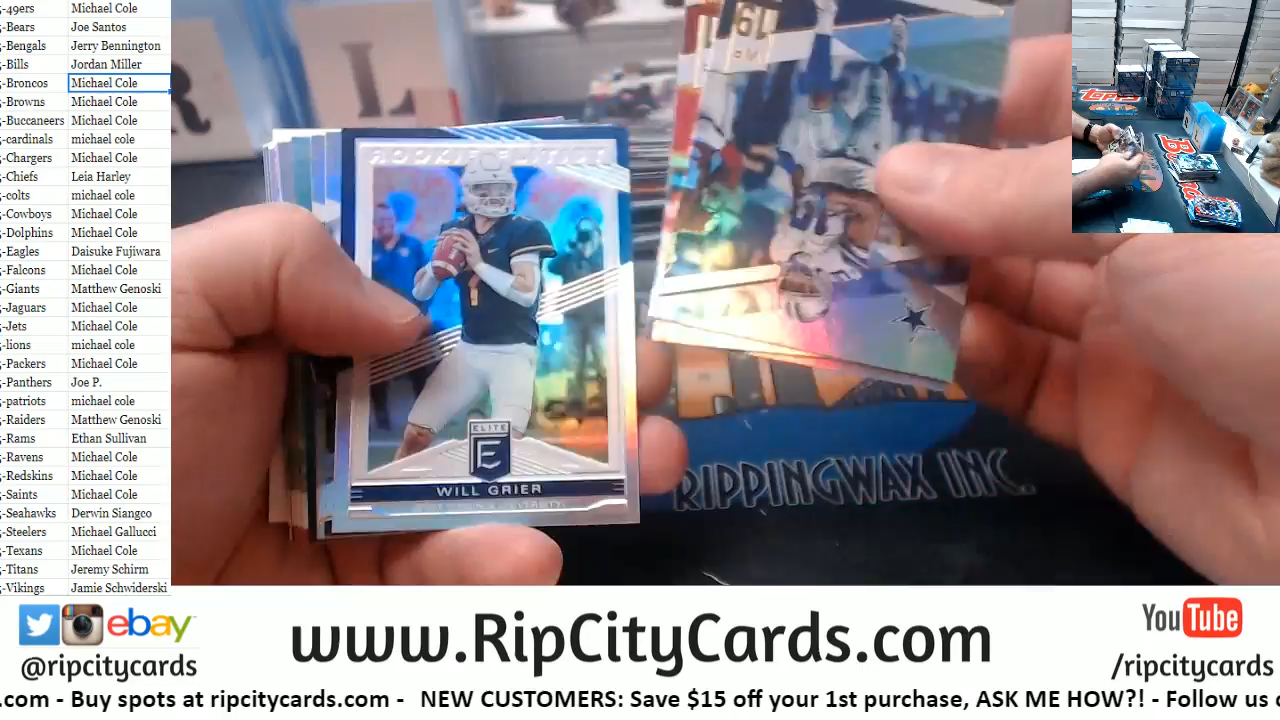 -49ers Michael Cole
-Bears Joe Santos
-Bengals Jerry Bennington
-Bills Jordan Miller
-Broncos Michael Cole
-Browns Michael Cole
-Buccaneers Michael Cole
-cardinals michael cole
-Chargers Michael Cole
-Chiefs Leia Harley
-colts michael cole
-Cowboys Michael Cole
-Dolphins Michael Cole
-Eagles Daisuke Fujiwara
-Falcons Michael Cole
-Giants Matthew Genoski
-Jaguars Michael Cole
-Jets Michael Cole
-lions michael cole
-Packers Michael Cole
-Panthers Joe P.
-patriots michael cole
-Raiders Matthew Genoski
-Rams Ethan Sullivan
-Ravens Michael Cole
-Redskins Michael Cole
-Saints Michael Cole
-Seahawks Derwin Siangco
-Steelers Michael Gallucci
-Texans Michael Cole
-Titans Jeremy Schirm
-Vikings Jamie Schwiderski
19
ELITE
E
WILL GRIER
RIPPINGWAX INC.
Topps
ebay
@ripcitycards
www.RipCityCards.com
YouTube
/ripcitycards
.com - Buy spots at ripcitycards.com - NEW CUSTOMERS: Save $15 off your 1st purchase, ASK ME HOW?! - Follow us